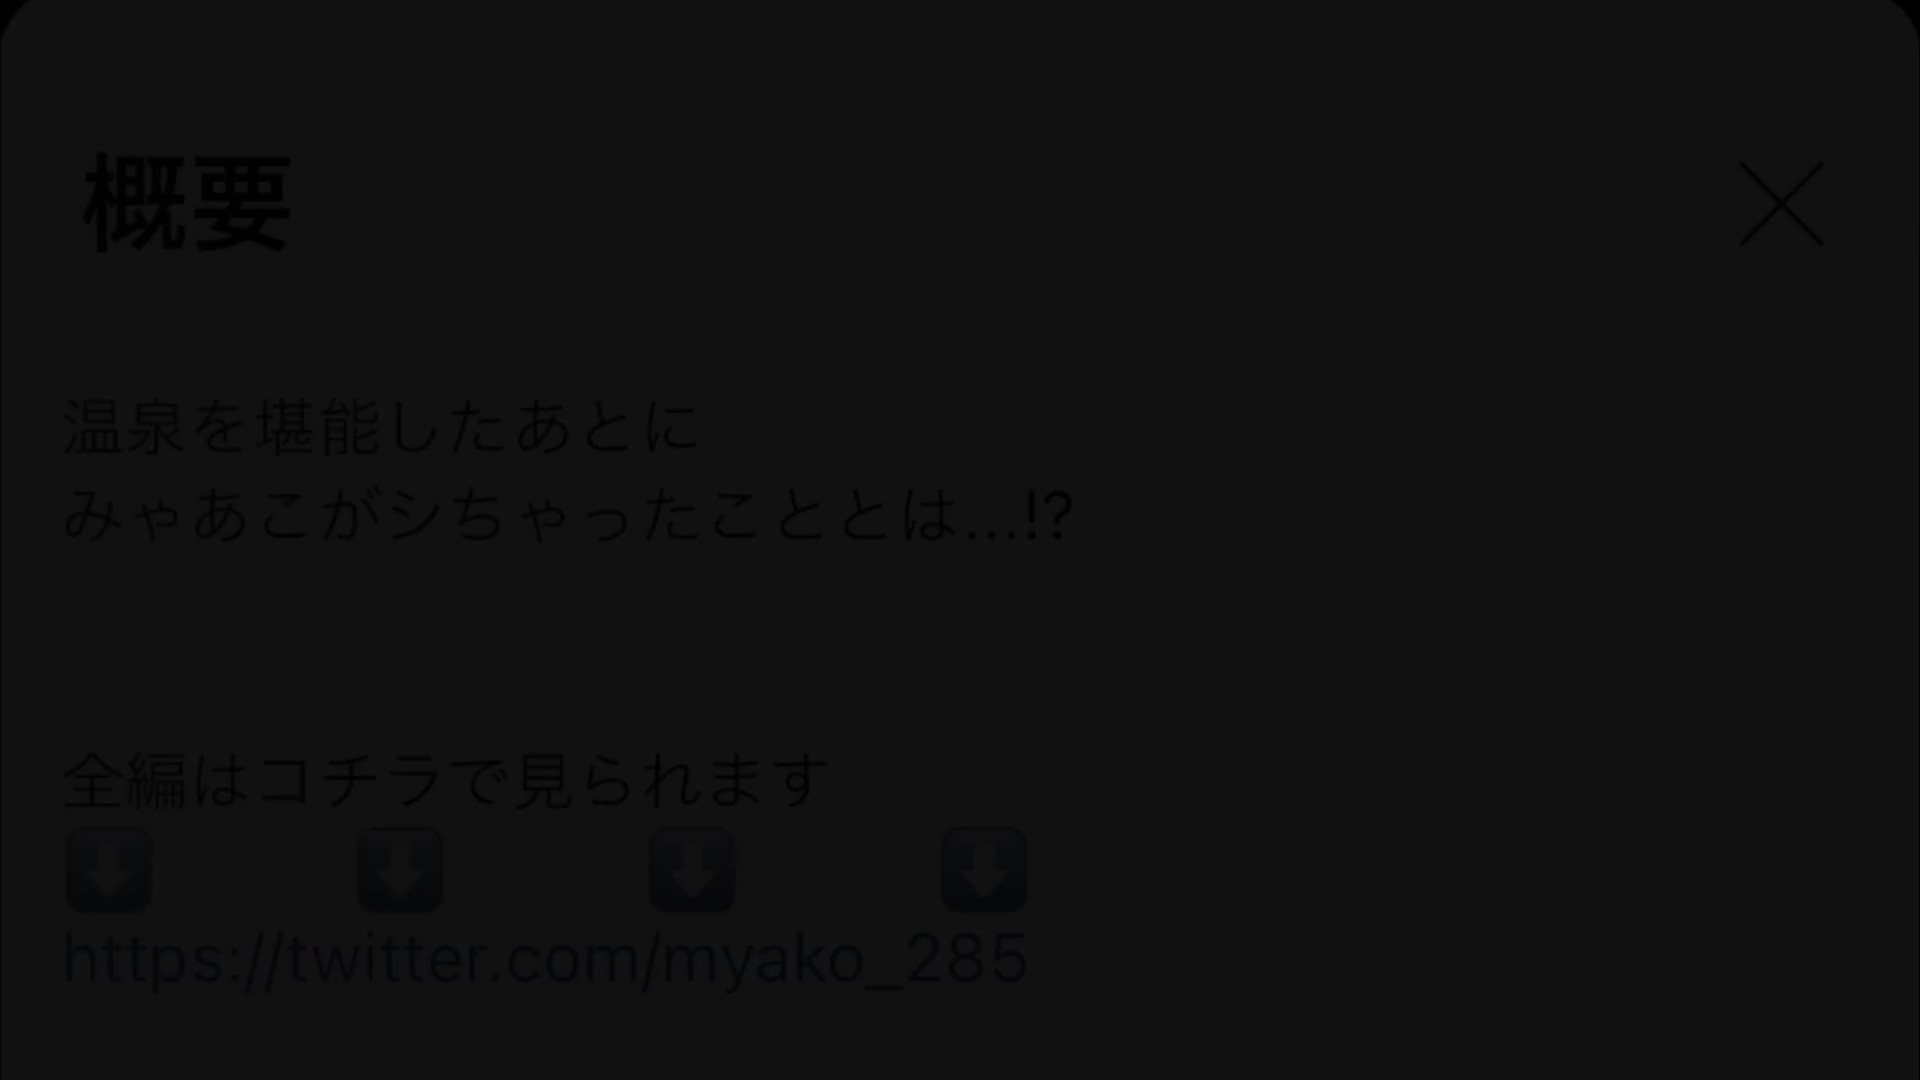 概要
温泉を堪能したあとに
みゃあこがシちゃったこととは...!?
全編はコチラで見られます
⬇️ ⬇️ ⬇️ ⬇️
https://twitter.com/myako_285